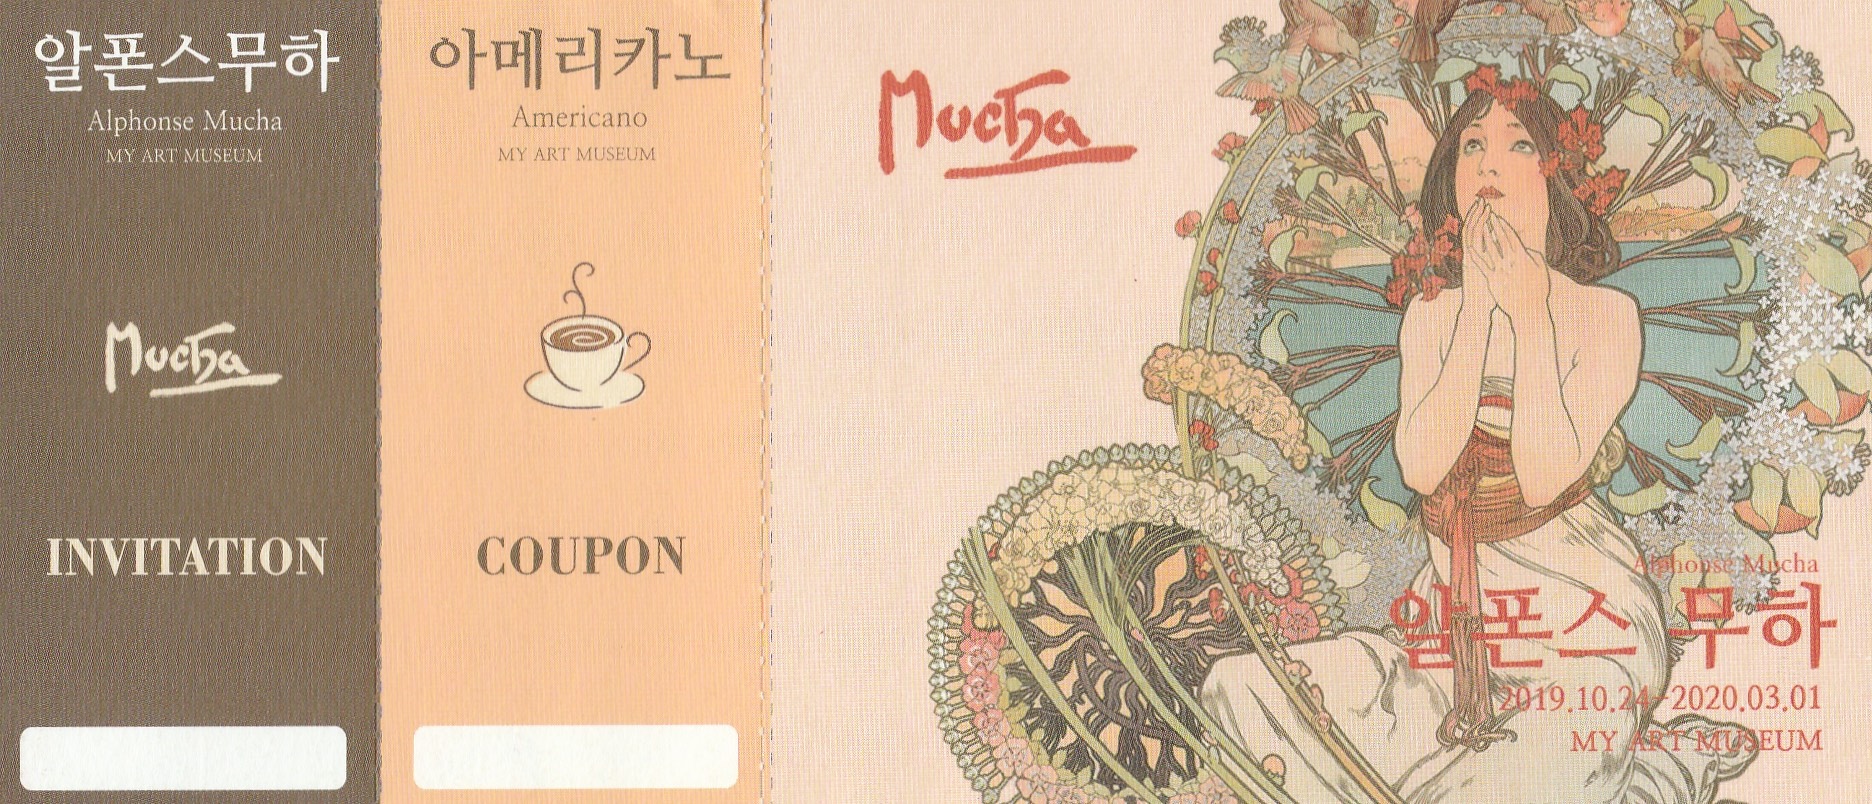 알폰스무하
Alphonse Mucha
MY ART MUSEUM
Mucha
INVITATION
아메리카노
Americano
MY ART MUSEUM
COUPON
Mucha
Alphonse Mucha
알폰스 무하
2019.10.24-2020.03.01
MY ART MUSEUM